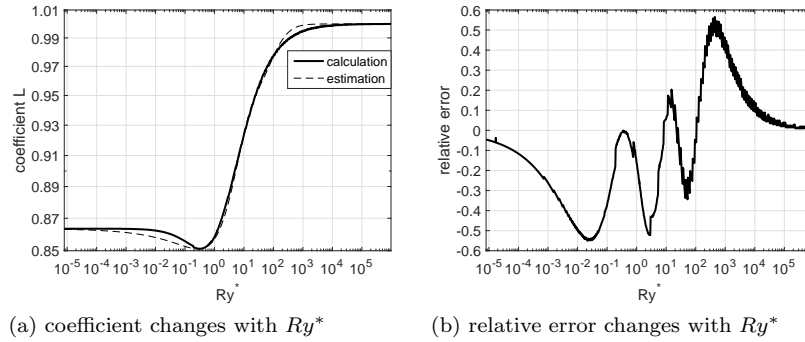 1.01
0.99
0.97
0.95
0.93
0.91
0.89
0.87
0.85
coefficient L
calculation
estimation
10^-5 10^-4 10^-3 10^-2 10^-1 10^0 10^1 10^2 10^3 10^4 10^5
Ry*
(a) coefficient changes with Ry*
0.6
0.5
0.4
0.3
0.2
0.1
0
-0.1
-0.2
-0.3
-0.4
-0.5
-0.6
relative error
10^-5 10^-4 10^-3 10^-2 10^-1 10^0 10^1 10^2 10^3 10^4 10^5
Ry*
(b) relative error changes with Ry*